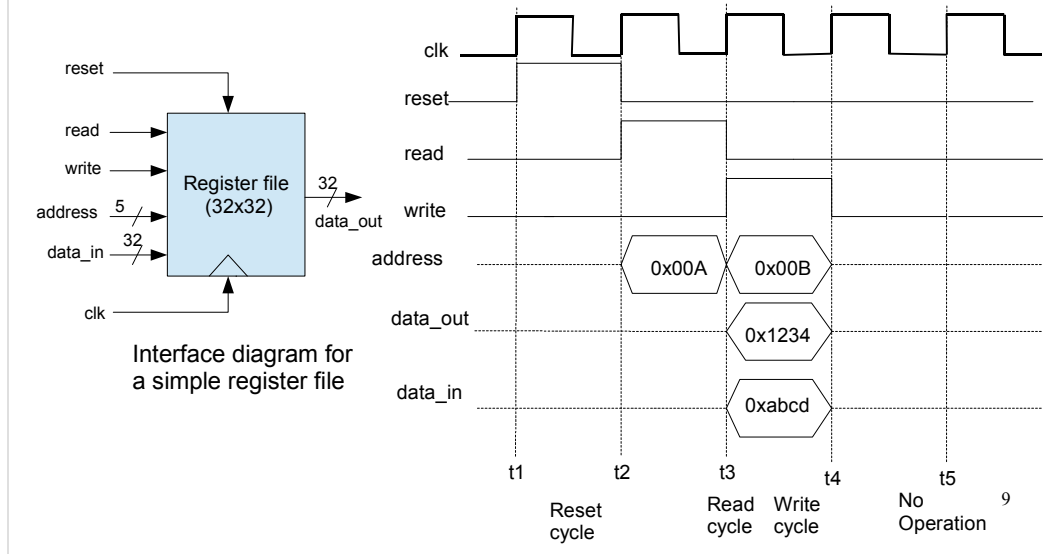 reset
read
write
address
5
data_in
32
clk
Register file
(32x32)
32
data_out
Interface diagram for
a simple register file
clk
reset
read
write
address
0x00A
0x00B
data_out
0x1234
data_in
0xabcd
t1
t2
t3
t4
t5
Reset
cycle
Read
cycle
Write
cycle
No
Operation
9